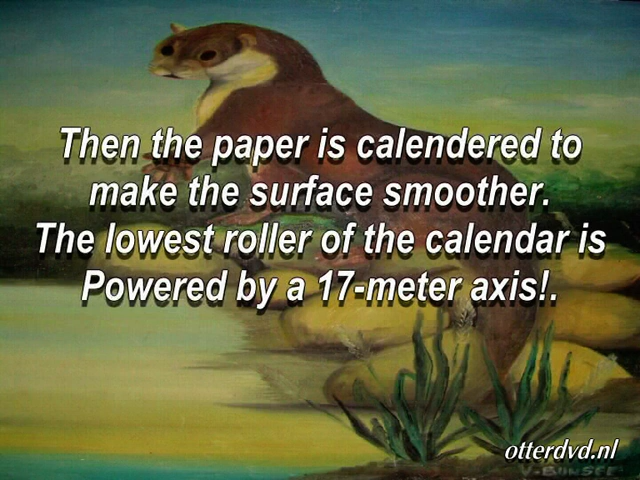 Then the paper is calendered to
make the surface smoother.
The lowest roller of the calendar is
Powered by a 17-meter axis!.
otterdvd.nl
V-BUNSEE